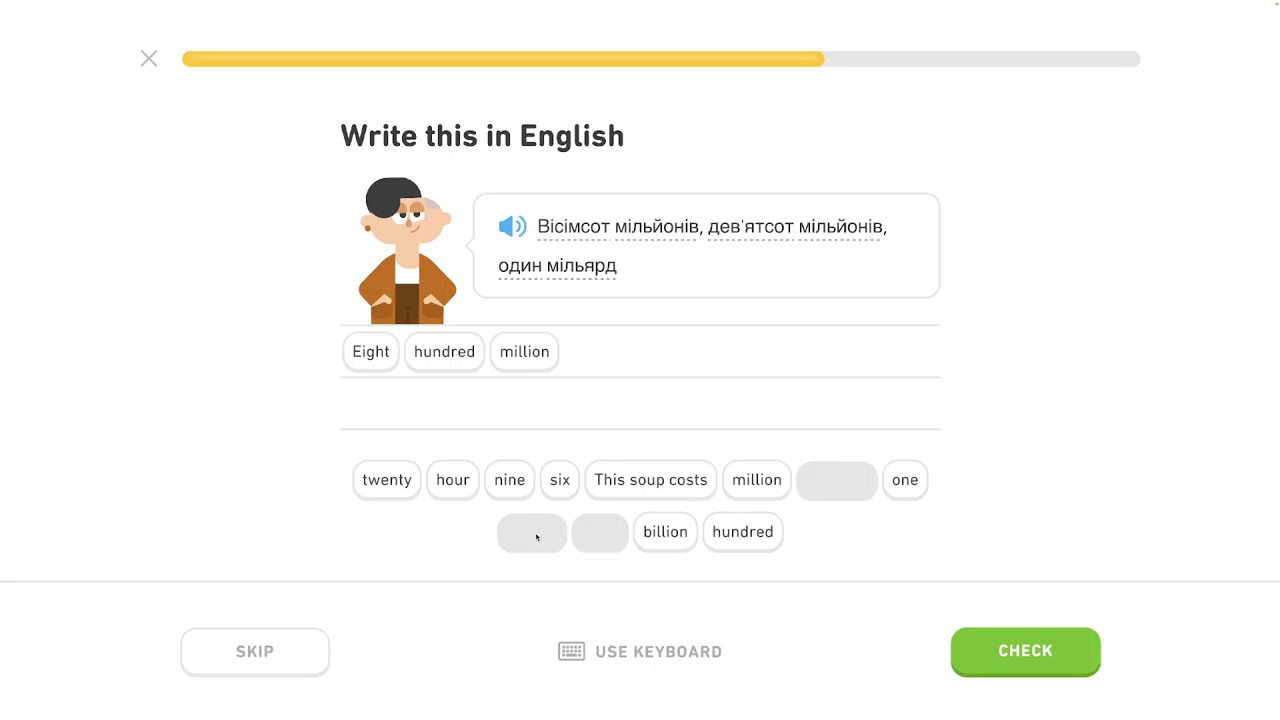 Write this in English
Вісімсот мільйонів, дев'ятсот мільйонів,
один мільярд
Eight hundred million
twenty hour nine six This soup costs million one
billion hundred
SKIP USE KEYBOARD CHECK